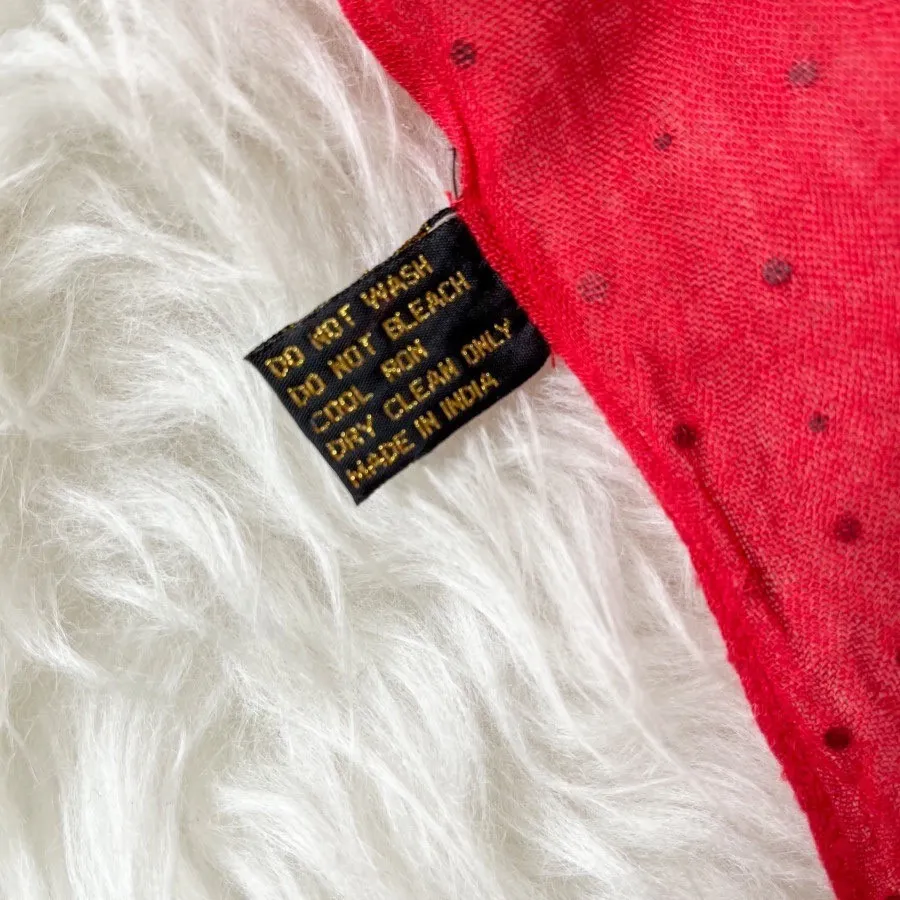 DO NOT WASH
DO NOT BLEACH
COOL RON
DRY CLEAN ONLY
MADE IN INDIA